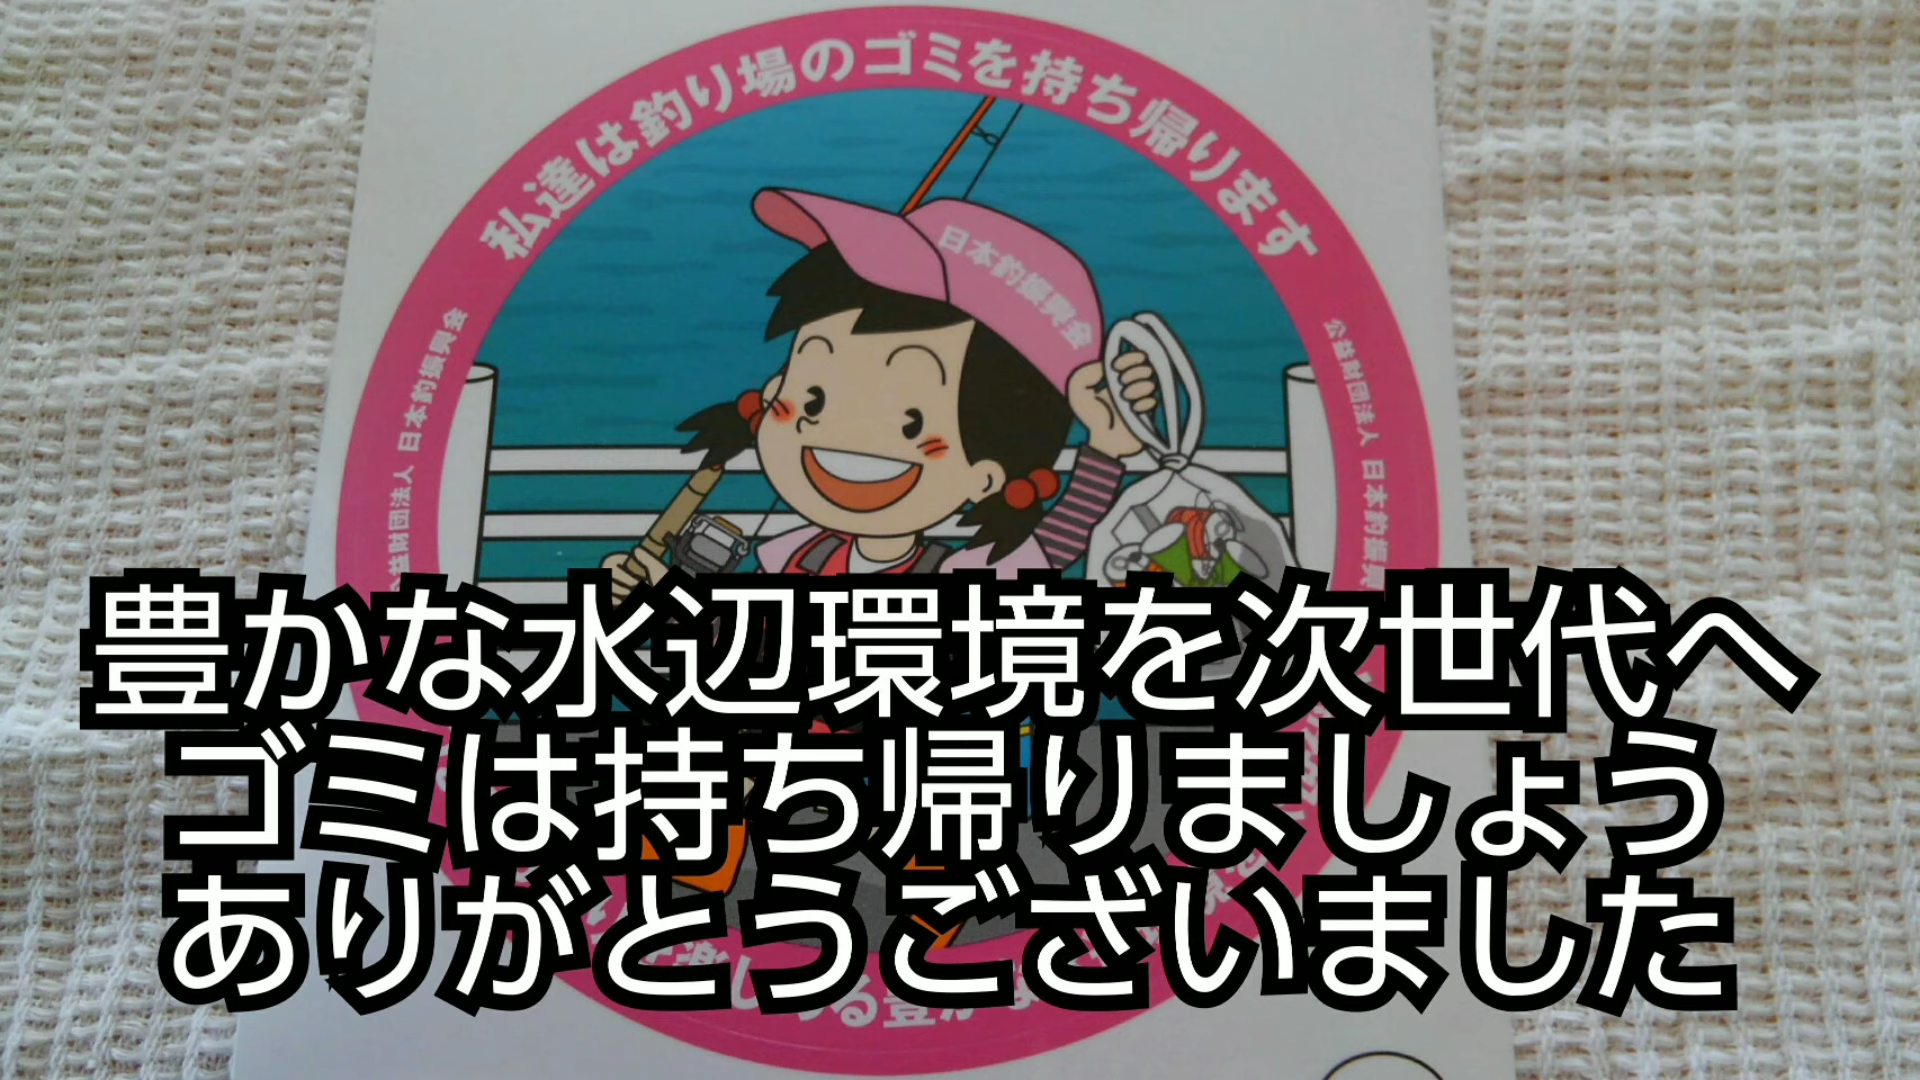 私達は釣り場のゴミを持ち帰ります
日本釣振興会
公益財団法人 日本釣振興会
公益財団法人 日本釣振興
豊かな水辺環境を次世代へ
ゴミは持ち帰りましょう
ありがとうございました